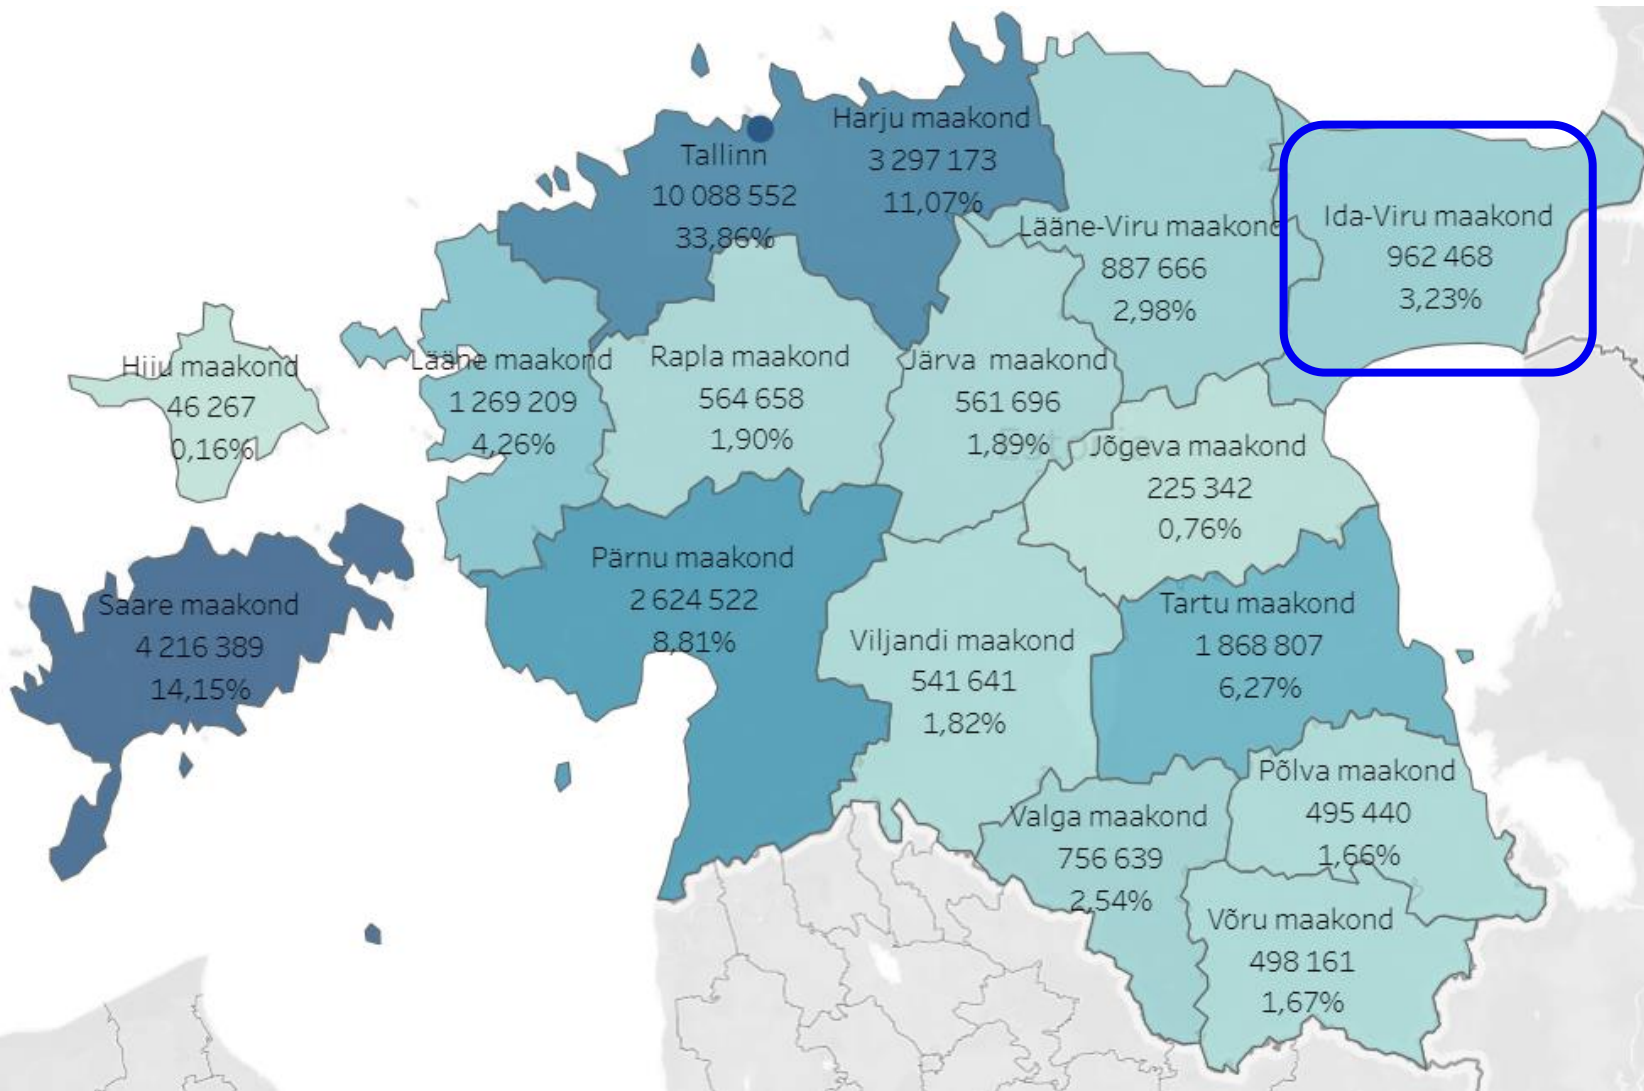 Harju maakond
3 297 173
11,07%
Tallinn
10 088 552
33,86%
Lääne-Viru maakond
887 666
2,98%
Ida-Viru maakond
962 468
3,23%
Hiiu maakond
46 267
0,16%
Lääne maakond
1 269 209
4,26%
Rapla maakond
564 658
1,90%
Järva maakond
561 696
1,89%
Jõgeva maakond
225 342
0,76%
Saare maakond
4 216 389
14,15%
Pärnu maakond
2 624 522
8,81%
Viljandi maakond
541 641
1,82%
Tartu maakond
1 868 807
6,27%
Põlva maakond
495 440
1,66%
Valga maakond
756 639
2,54%
Võru maakond
498 161
1,67%